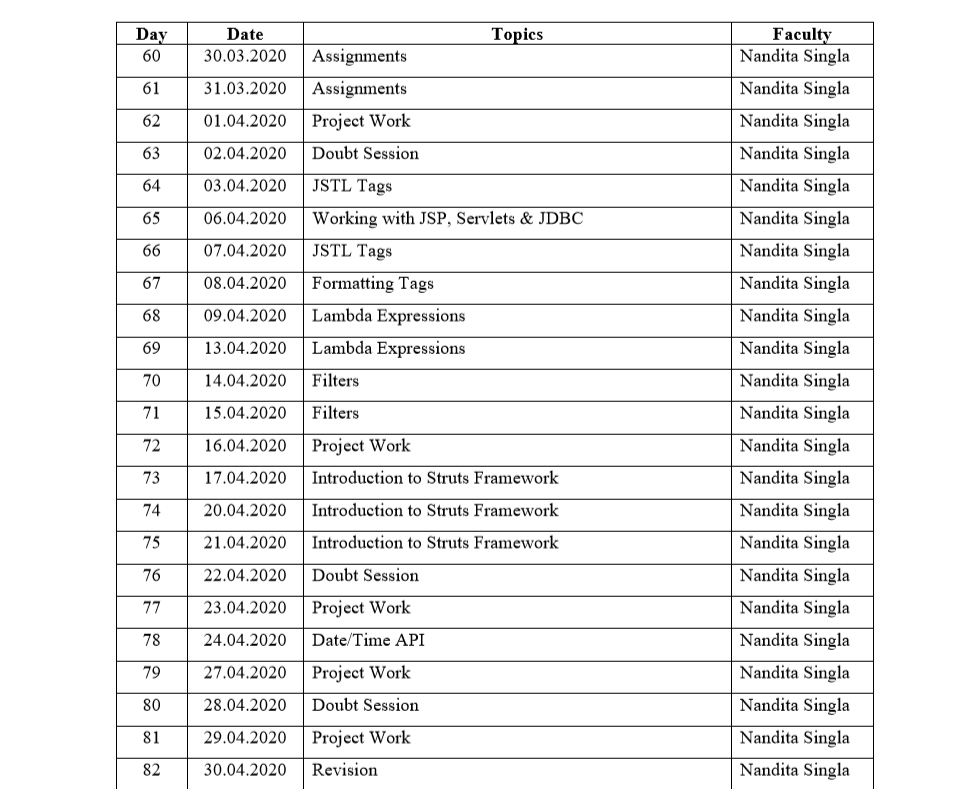 Day Date Topics Faculty
60 30.03.2020 Assignments Nandita Singla
61 31.03.2020 Assignments Nandita Singla
62 01.04.2020 Project Work Nandita Singla
63 02.04.2020 Doubt Session Nandita Singla
64 03.04.2020 JSTL Tags Nandita Singla
65 06.04.2020 Working with JSP, Servlets & JDBC Nandita Singla
66 07.04.2020 JSTL Tags Nandita Singla
67 08.04.2020 Formatting Tags Nandita Singla
68 09.04.2020 Lambda Expressions Nandita Singla
69 13.04.2020 Lambda Expressions Nandita Singla
70 14.04.2020 Filters Nandita Singla
71 15.04.2020 Filters Nandita Singla
72 16.04.2020 Project Work Nandita Singla
73 17.04.2020 Introduction to Struts Framework Nandita Singla
74 20.04.2020 Introduction to Struts Framework Nandita Singla
75 21.04.2020 Introduction to Struts Framework Nandita Singla
76 22.04.2020 Doubt Session Nandita Singla
77 23.04.2020 Project Work Nandita Singla
78 24.04.2020 Date/Time API Nandita Singla
79 27.04.2020 Project Work Nandita Singla
80 28.04.2020 Doubt Session Nandita Singla
81 29.04.2020 Project Work Nandita Singla
82 30.04.2020 Revision Nandita Singla